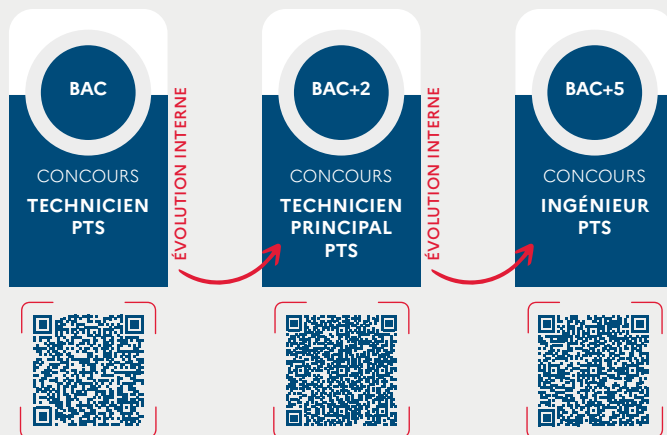 BAC
CONCOURS
TECHNICIEN
PTS
ÉVOLUTION INTERNE
BAC+2
CONCOURS
TECHNICIEN
PRINCIPAL
PTS
ÉVOLUTION INTERNE
BAC+5
CONCOURS
INGÉNIEUR
PTS